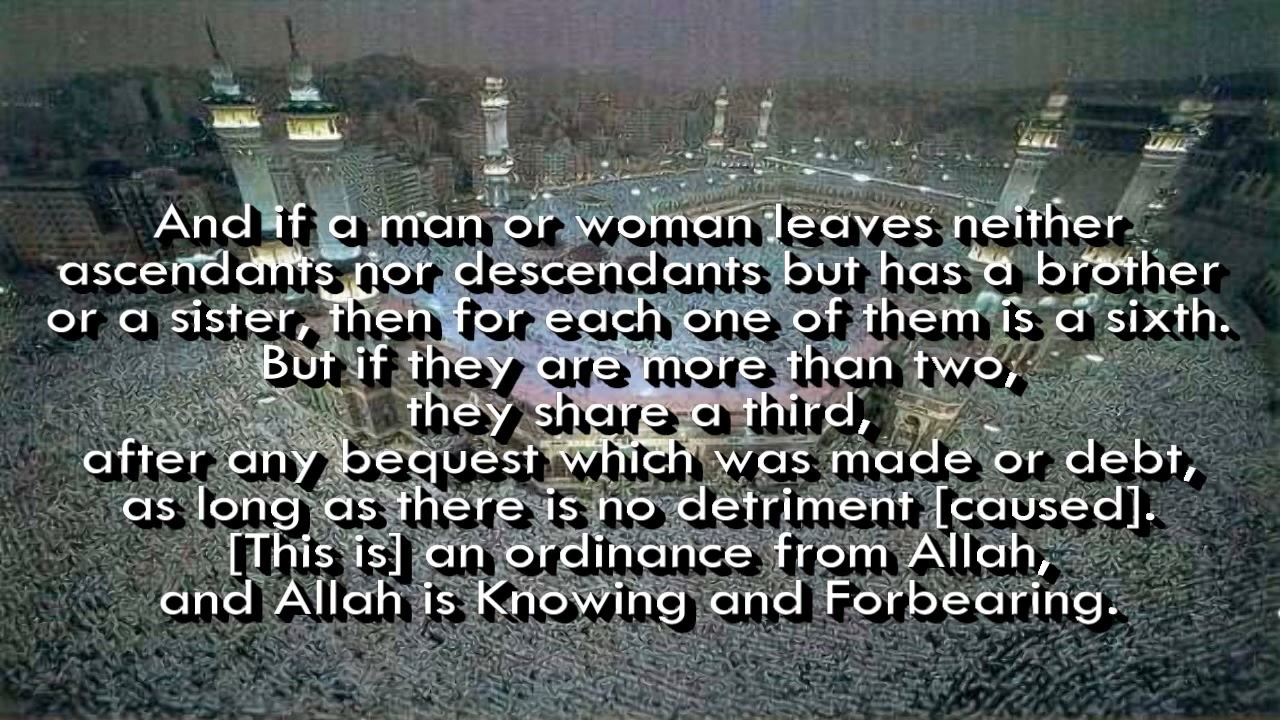 And if a man or woman leaves neither
ascendants nor descendants but has a brother
or a sister, then for each one of them is a sixth.
But if they are more than two,
they share a third,
after any bequest which was made or debt,
as long as there is no detriment [caused].
[This is] an ordinance from Allah,
and Allah is Knowing and Forbearing.